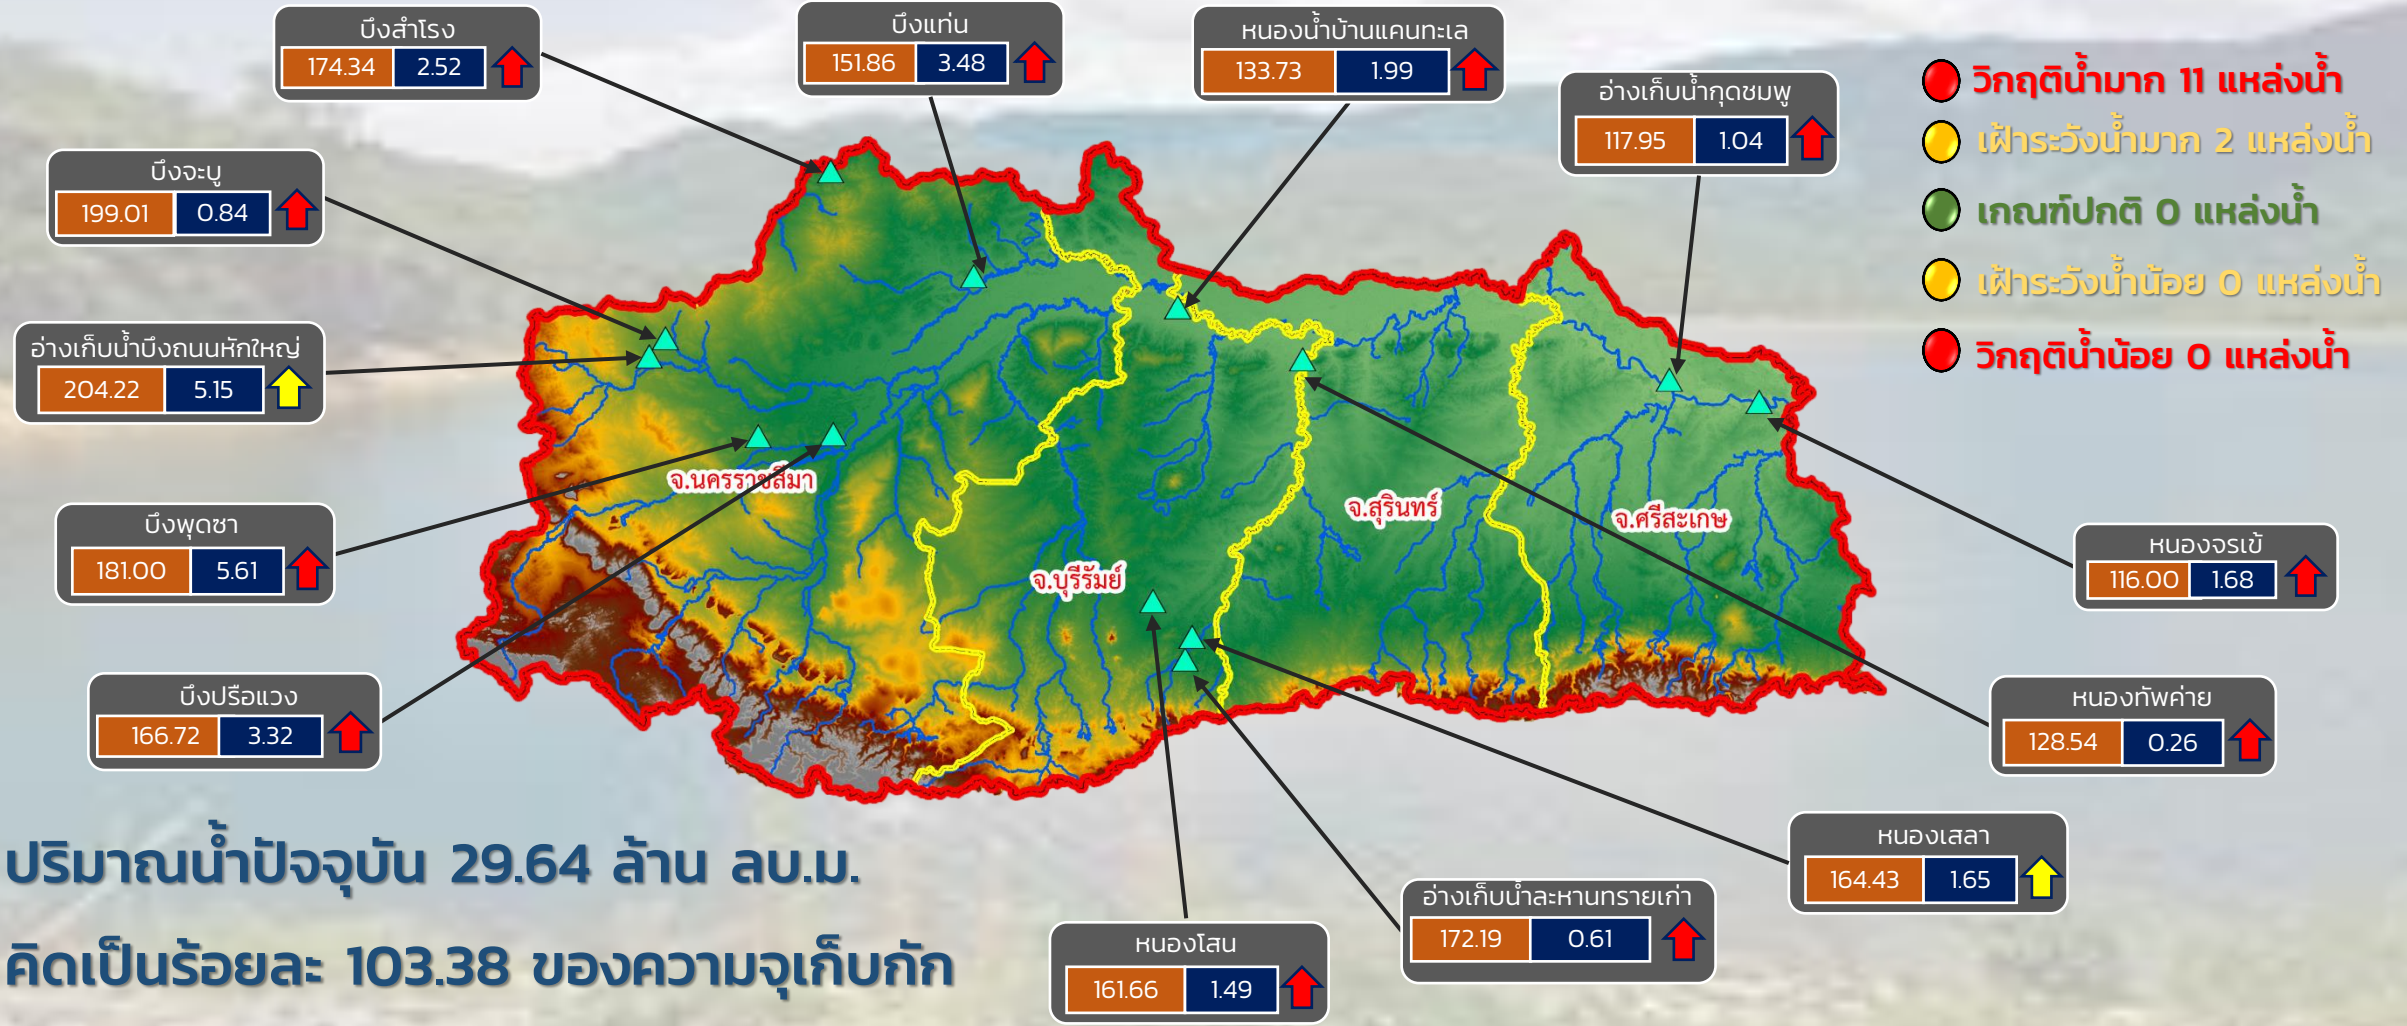 บึงสำโรง
174.34 2.52
บึงแท่น
151.86 3.48
หนองน้ำบ้านแคนทะเล
133.73 1.99
อ่างเก็บน้ำกุดชมพู
117.95 1.04
วิกฤติน้ำมาก 11 แหล่งน้ำ
เฝ้าระวังน้ำมาก 2 แหล่งน้ำ
เกณฑ์ปกติ 0 แหล่งน้ำ
เฝ้าระวังน้ำน้อย 0 แหล่งน้ำ
วิกฤติน้ำน้อย 0 แหล่งน้ำ
บึงจะบู
199.01 0.84
อ่างเก็บน้ำบึงถนนหักใหญ่
204.22 5.15
บึงพุดซา
181.00 5.61
บึงปรือแวง
166.72 3.32
จ.นครราชสีมา
จ.บุรีรัมย์
จ.สุรินทร์
จ.ศรีสะเกษ
หนองจรเข้
116.00 1.68
หนองทัพค่าย
128.54 0.26
หนองเสลา
164.43 1.65
อ่างเก็บน้ำละหานทรายเก่า
172.19 0.61
หนองโสน
161.66 1.49
ปริมาณน้ำปัจจุบัน 29.64 ล้าน ลบ.ม.
คิดเป็นร้อยละ 103.38 ของความจุเก็บกัก